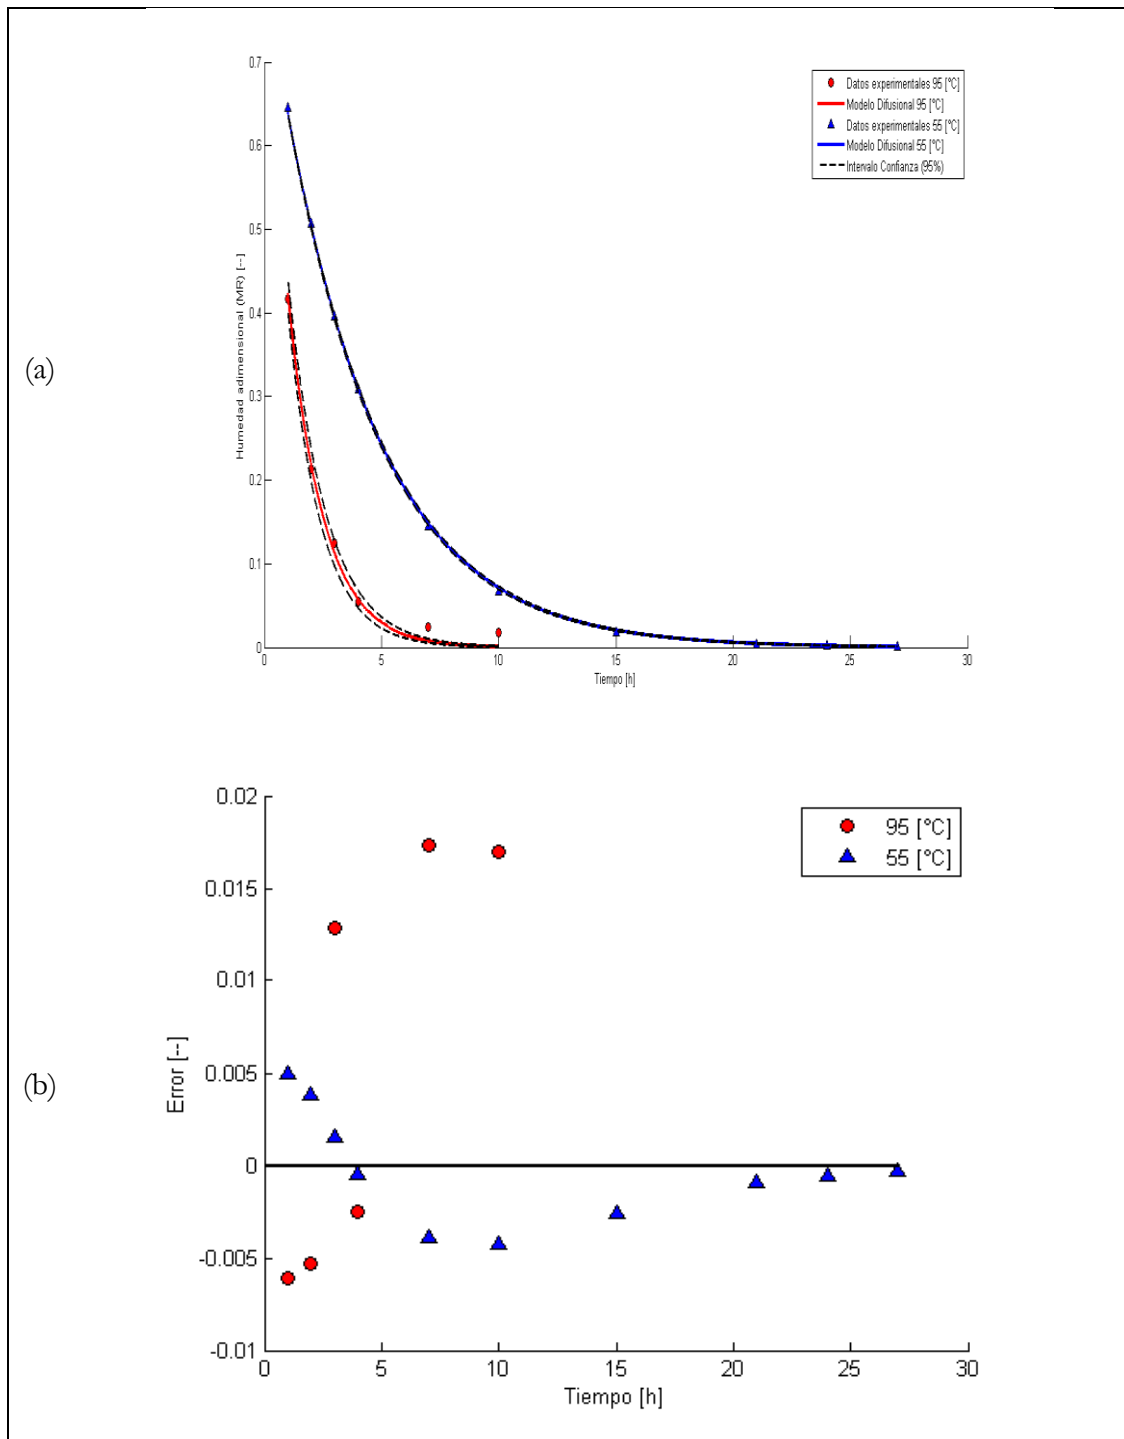 (a)
Humedad adimensional (MR) [--]
0.7
0.6
0.5
0.4
0.3
0.2
0.1
0
0 5 10 15 20 25 30
Tiempo [h]
Datos experimentales 95 [°C]
Modelo Difusional 95 [°C]
Datos experimentales 55 [°C]
Modelo Difusional 55 [°C]
Intervalo Confianza (95%)
(b)
Error [--]
0.02
0.015
0.01
0.005
0
-0.005
-0.01
0 5 10 15 20 25 30
Tiempo [h]
95 [°C]
55 [°C]